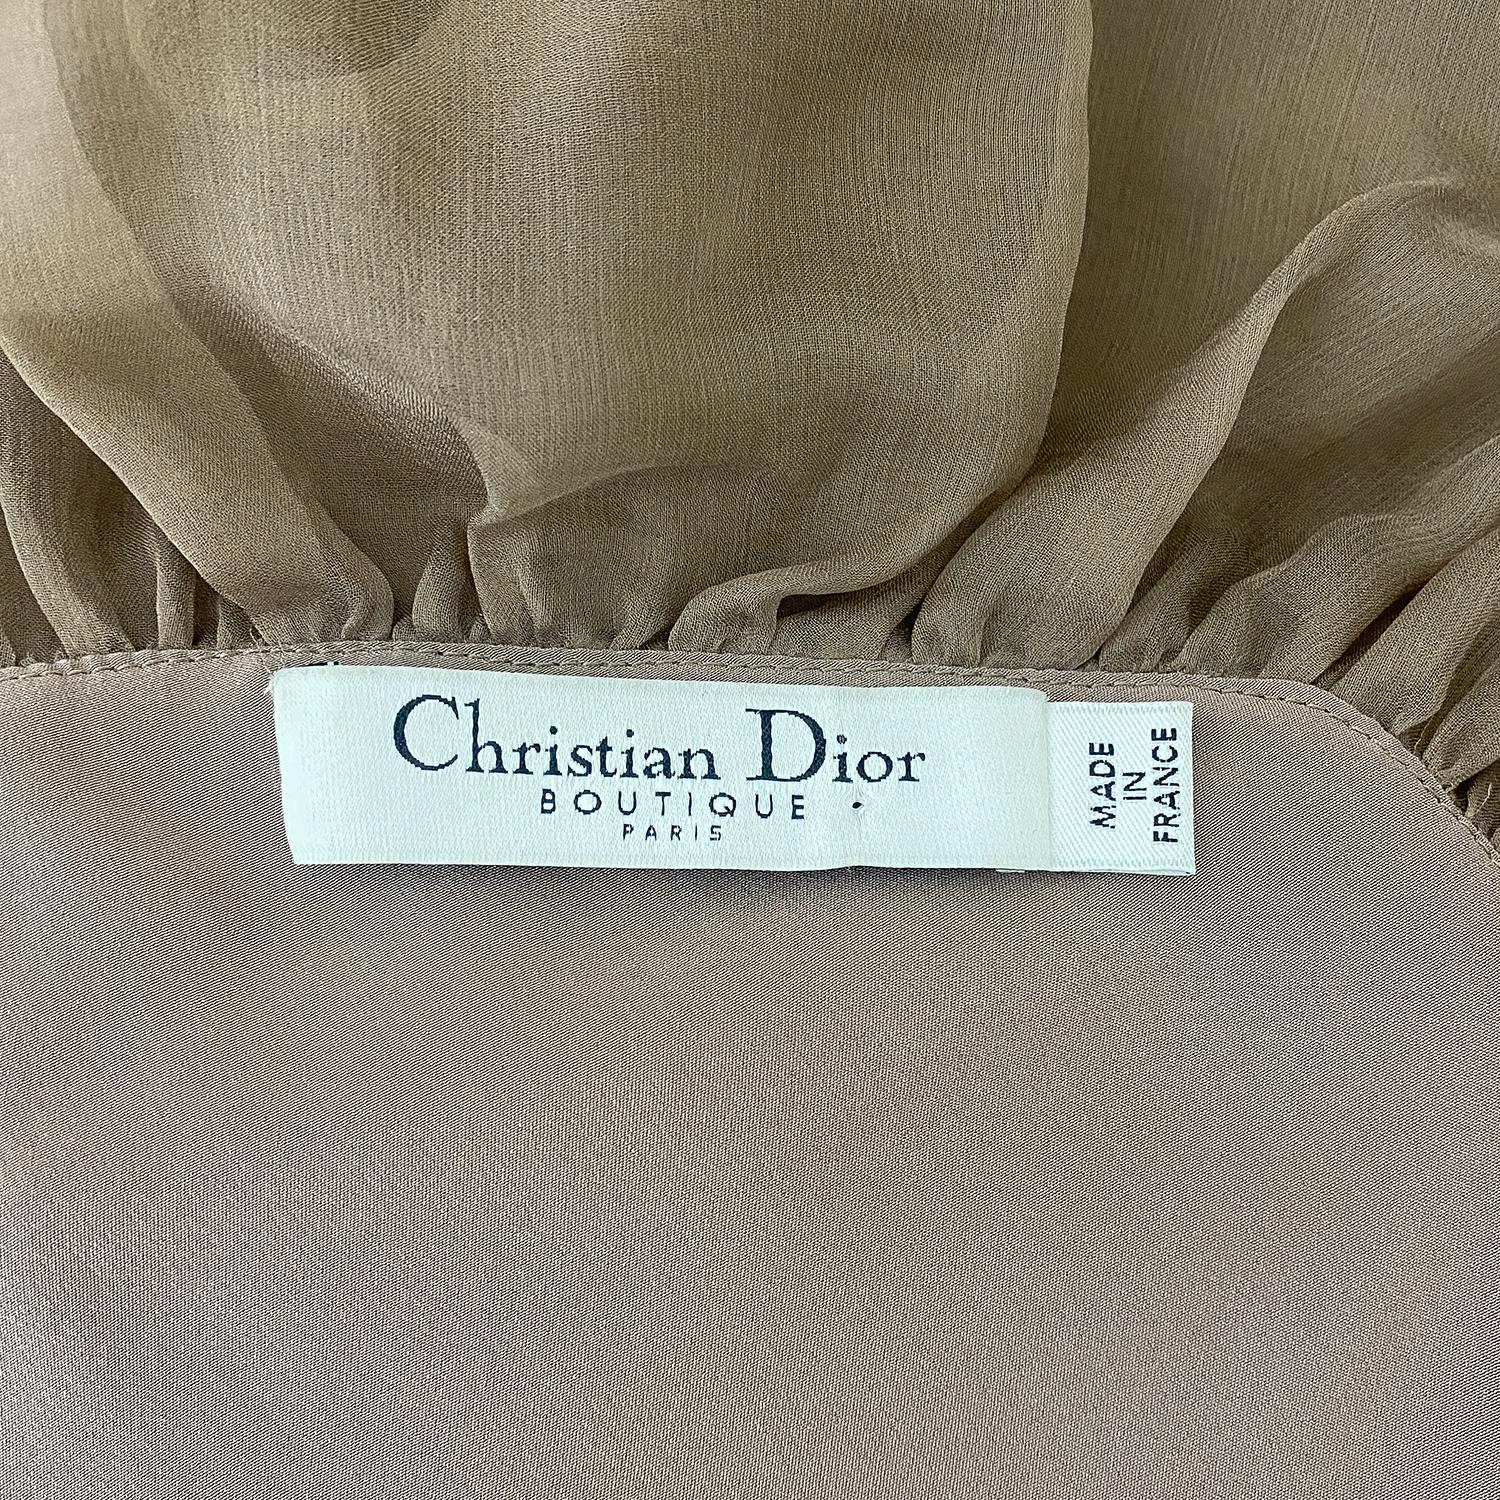 Christian Dior
BOUTIQUE
PARIS
MADE
IN
FRANCE